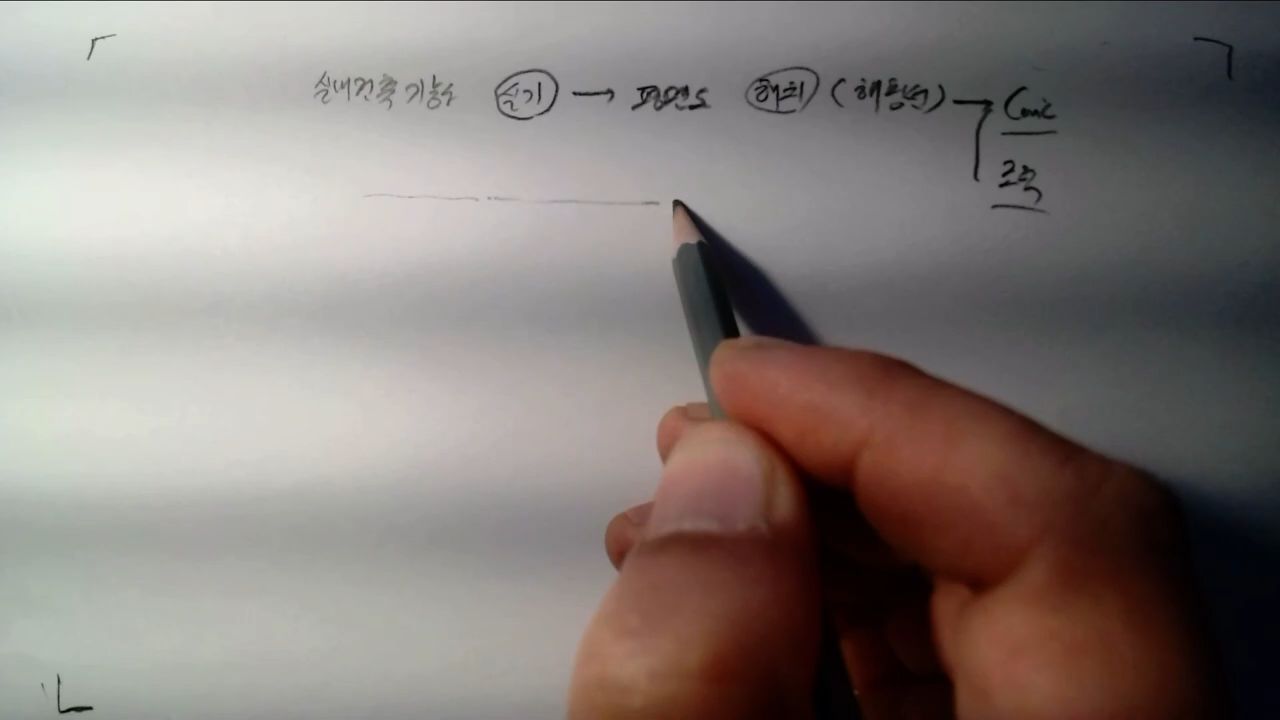 실내건축기능사 실기 → 평면도 해치 (해칭선) → Conc
조적